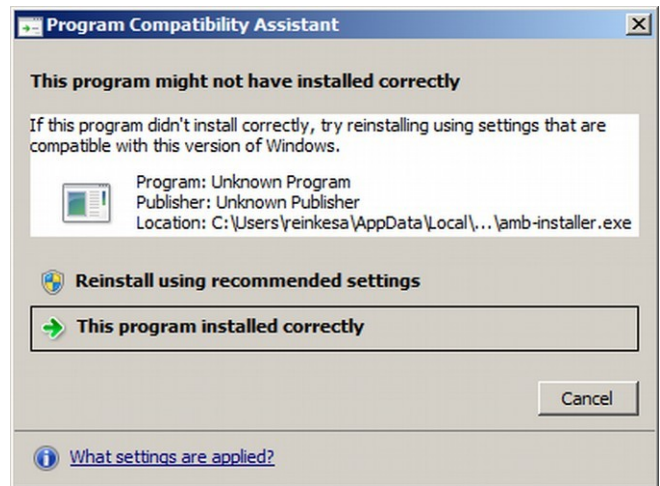 Program Compatibility Assistant
This program might not have installed correctly
If this program didn't install correctly, try reinstalling using settings that are
compatible with this version of Windows.
Program: Unknown Program
Publisher: Unknown Publisher
Location: C:\Users\reinkesa\AppData\Local\...\amb-installer.exe
Reinstall using recommended settings
This program installed correctly
Cancel
What settings are applied?